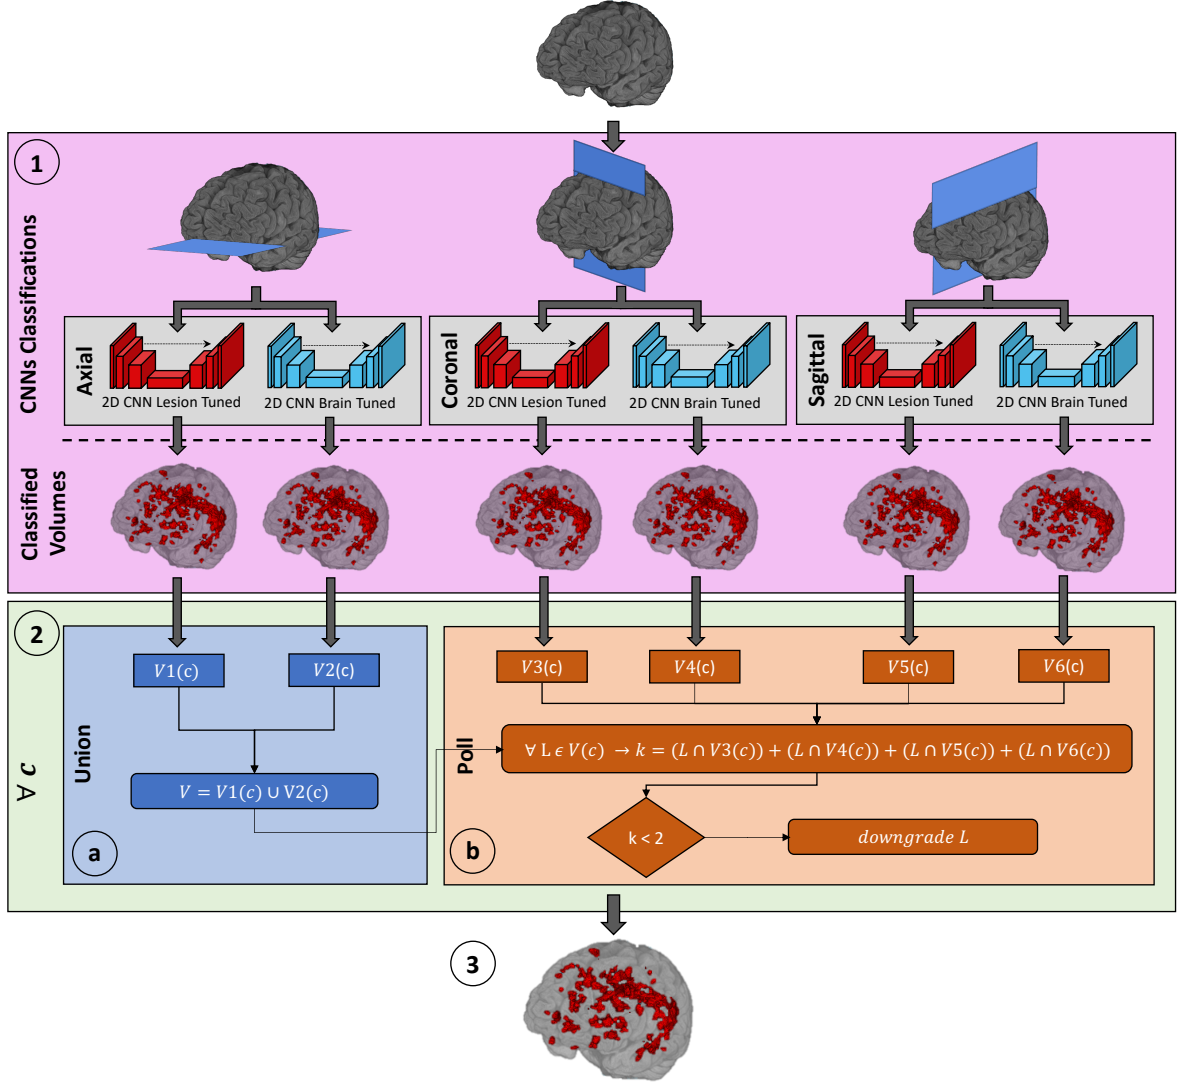 1
CNNs Classifications
Axial
2D CNN Lesion Tuned
2D CNN Brain Tuned
Coronal
2D CNN Lesion Tuned
2D CNN Brain Tuned
Sagittal
2D CNN Lesion Tuned
2D CNN Brain Tuned
Classified
Volumes
2
∀ c
Union
V1(c)
V2(c)
V = V1(c) ∪ V2(c)
a
Poll
V3(c)
V4(c)
V5(c)
V6(c)
∀ L ϵ V(c) → k = (L ∩ V3(c)) + (L ∩ V4(c)) + (L ∩ V5(c)) + (L ∩ V6(c))
k < 2
downgrade L
b
3